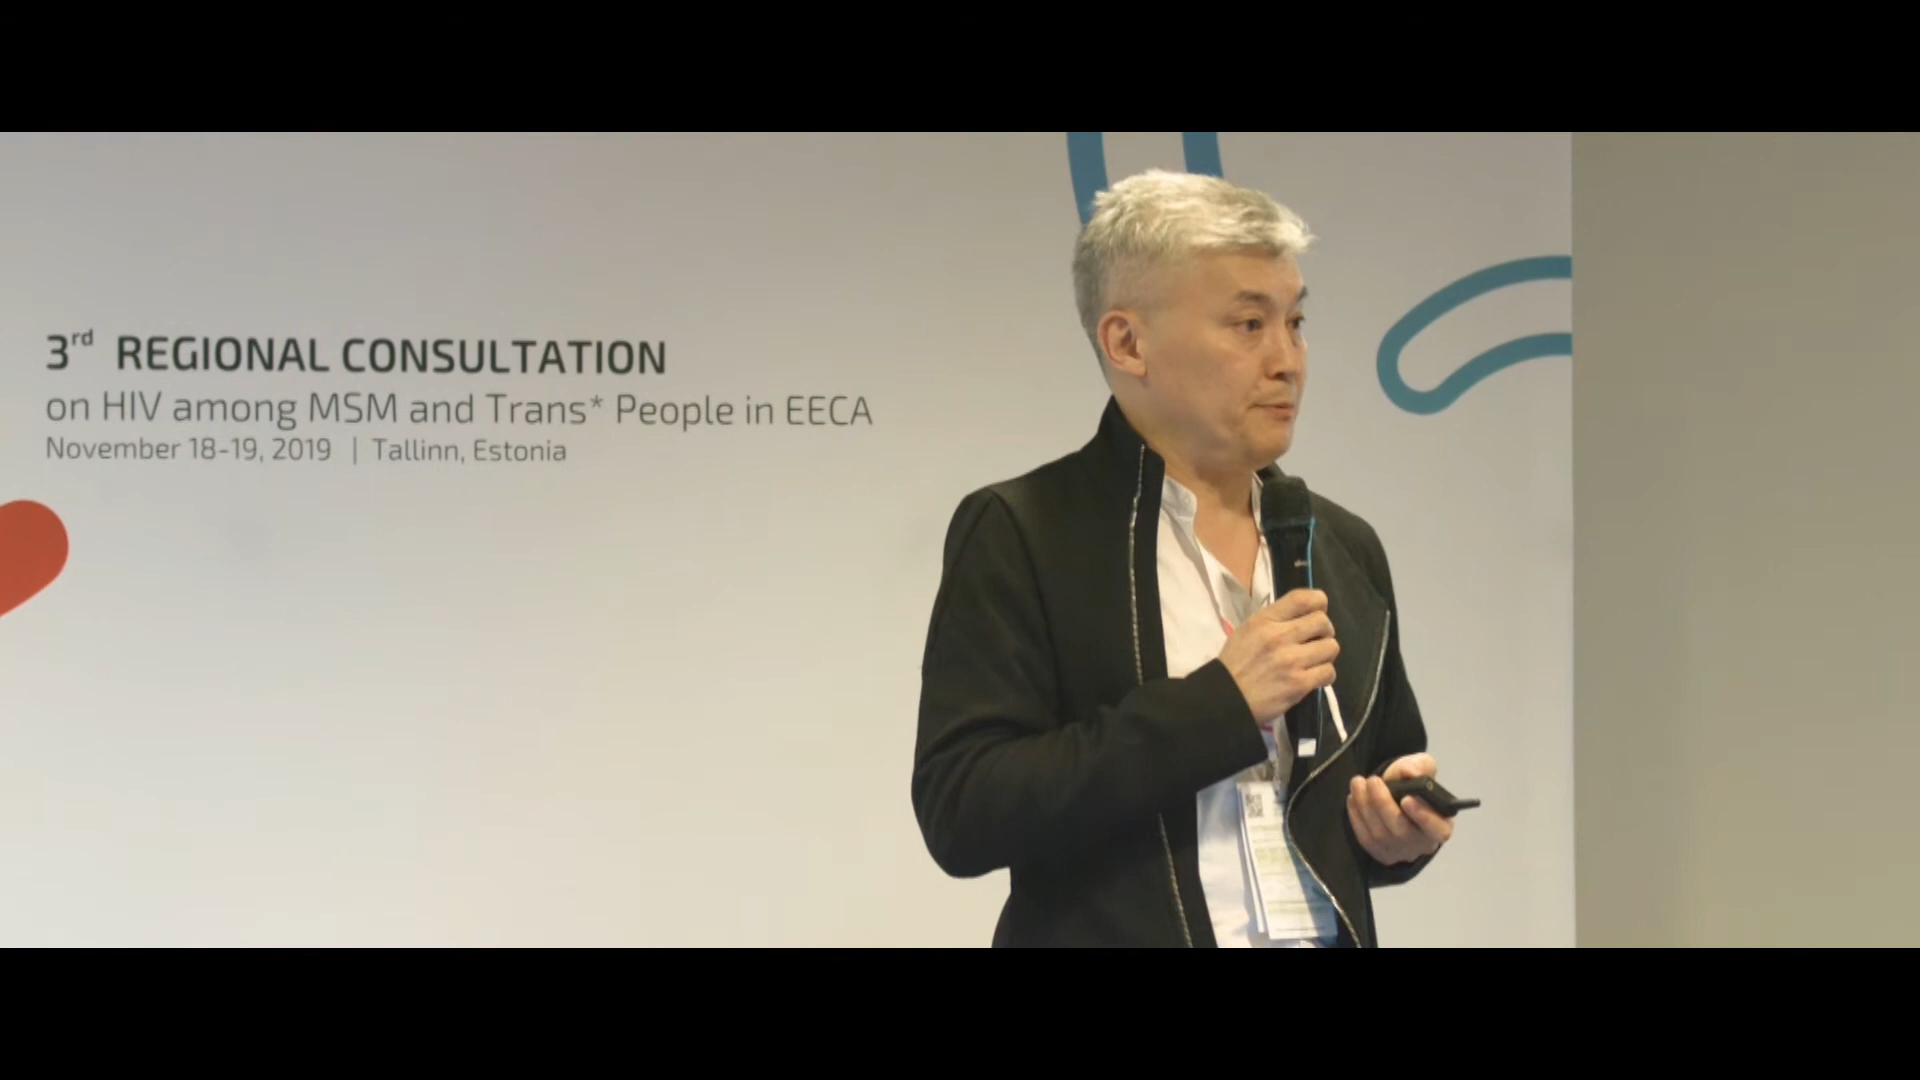 3rd REGIONAL CONSULTATION
on HIV among MSM and Trans* People in EECA
November 18-19, 2019 | Tallinn, Estonia